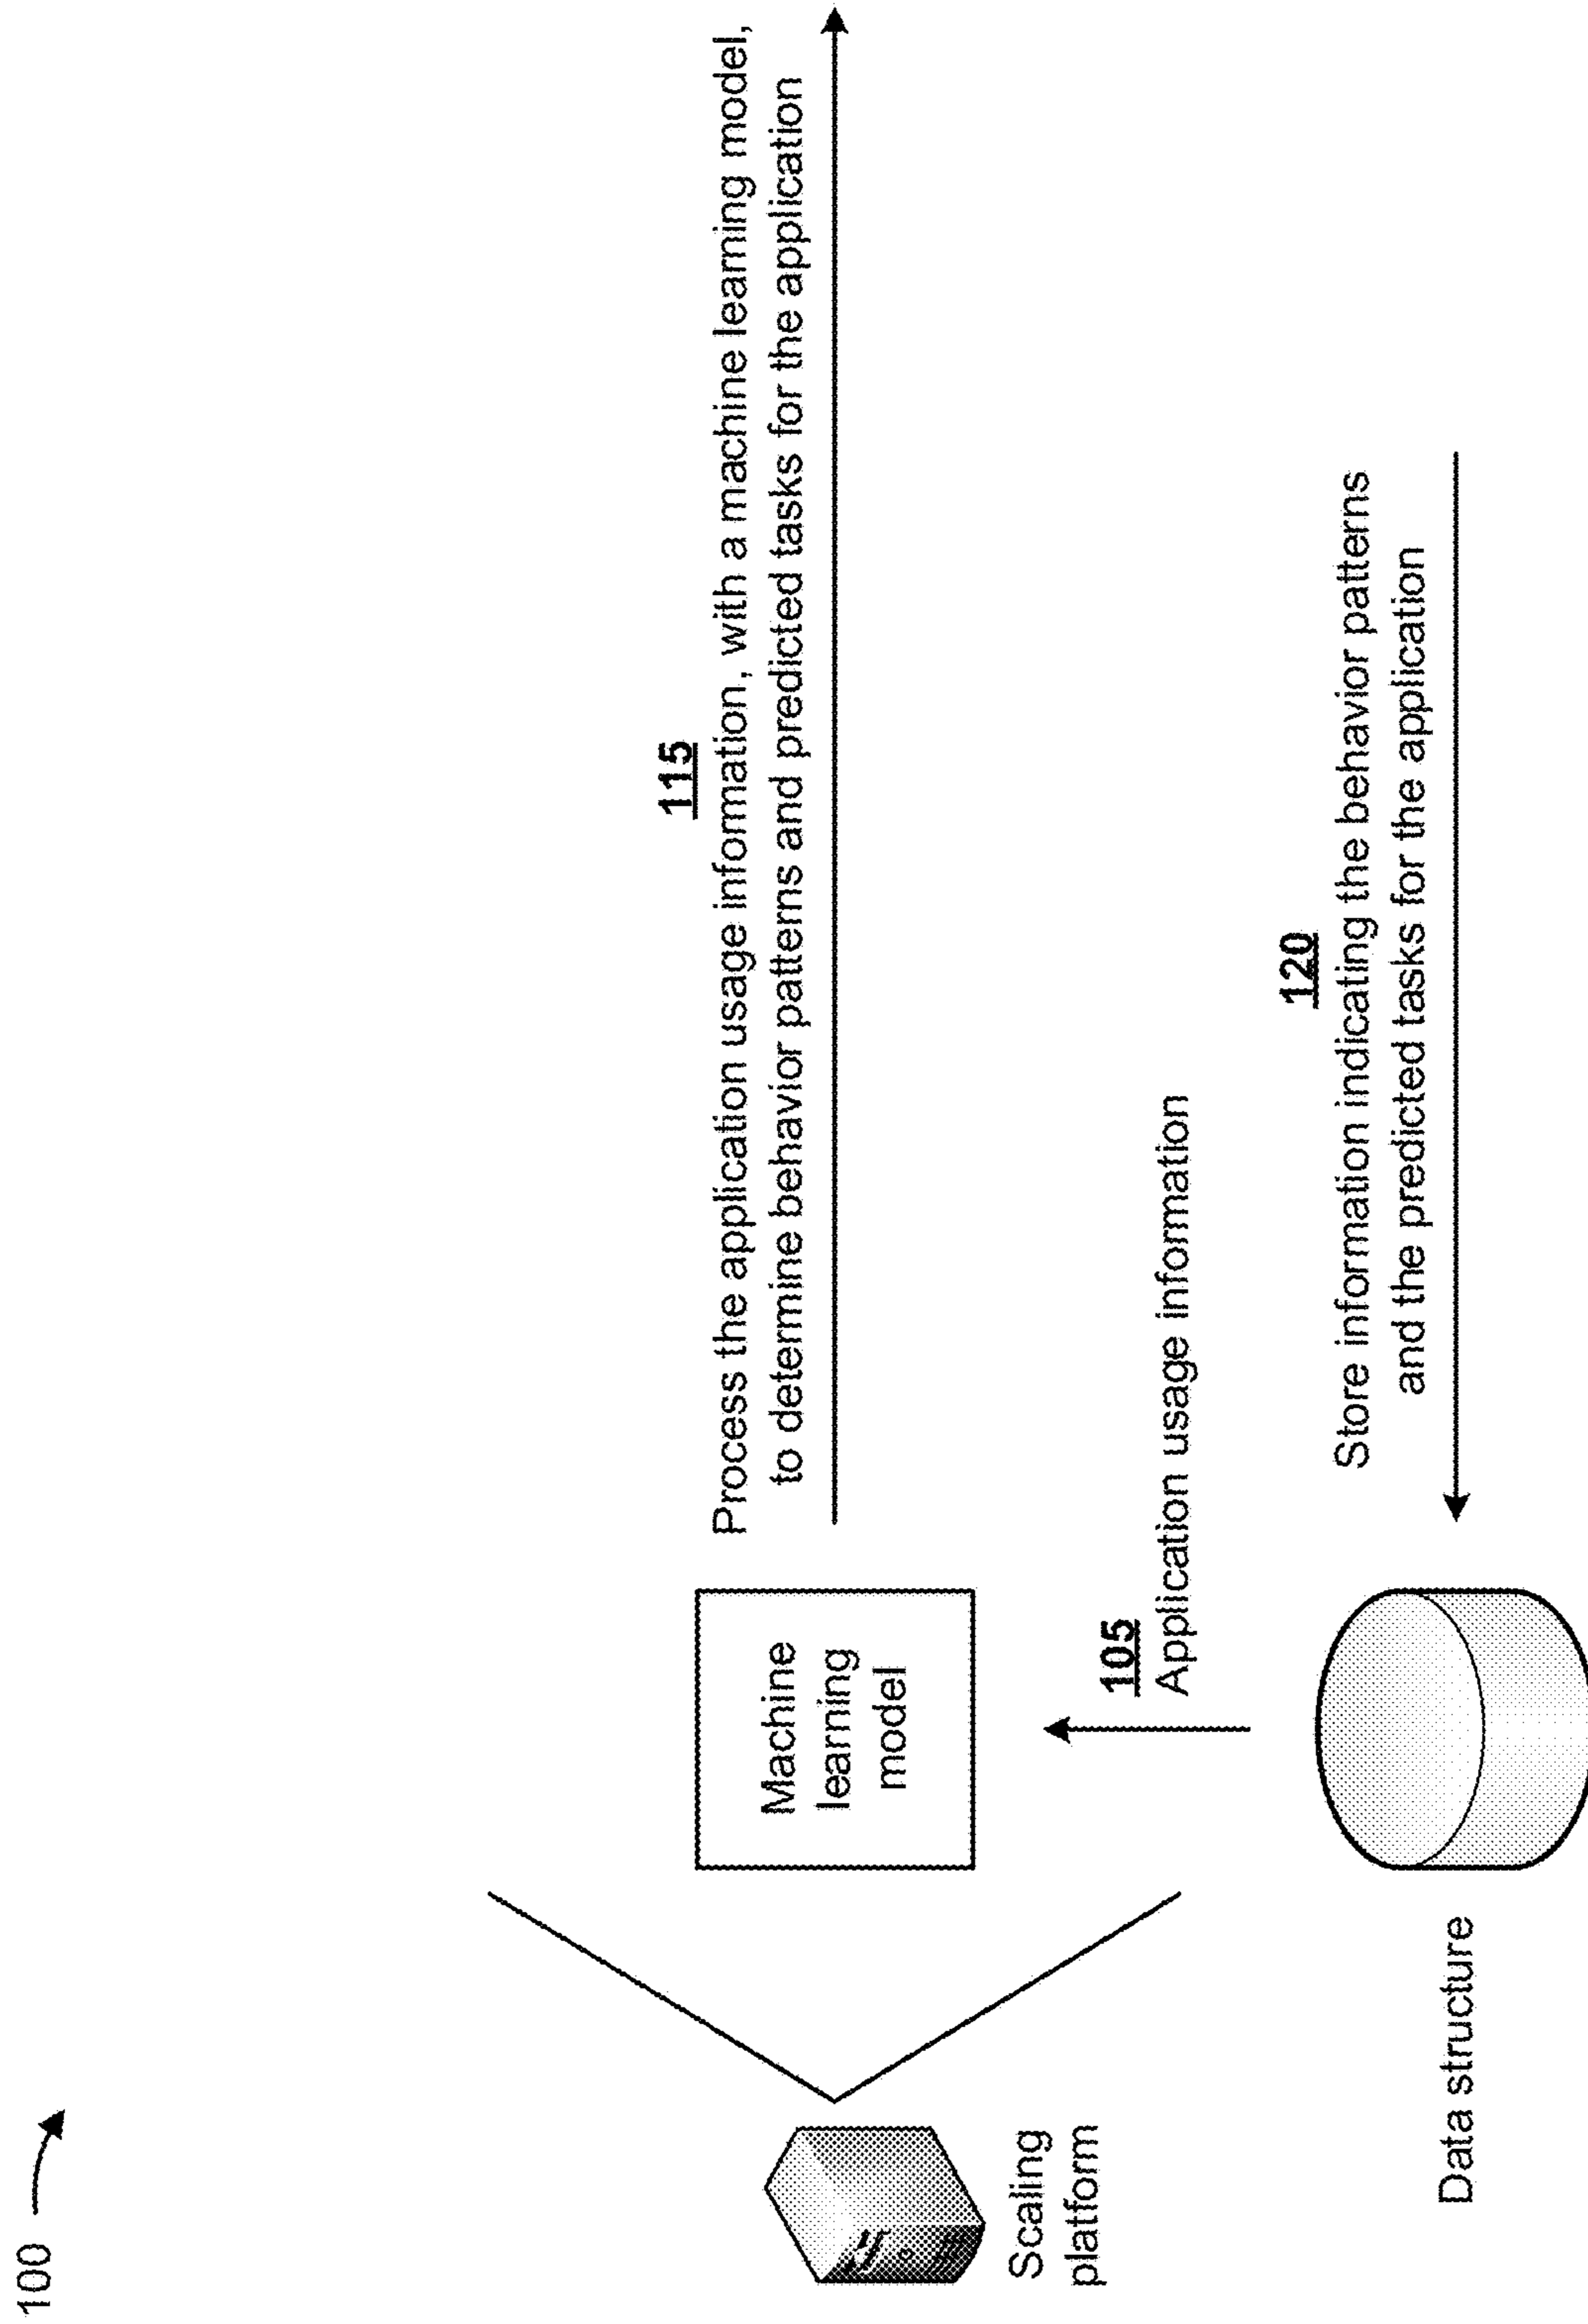 100
115
Process the application usage information, with a machine learning model,
to determine behavior patterns and predicted tasks for the application
Machine
learning
model
Scaling
platform
105
Application usage information
120
Store information indicating the behavior patterns
and the predicted tasks for the application
Data structure